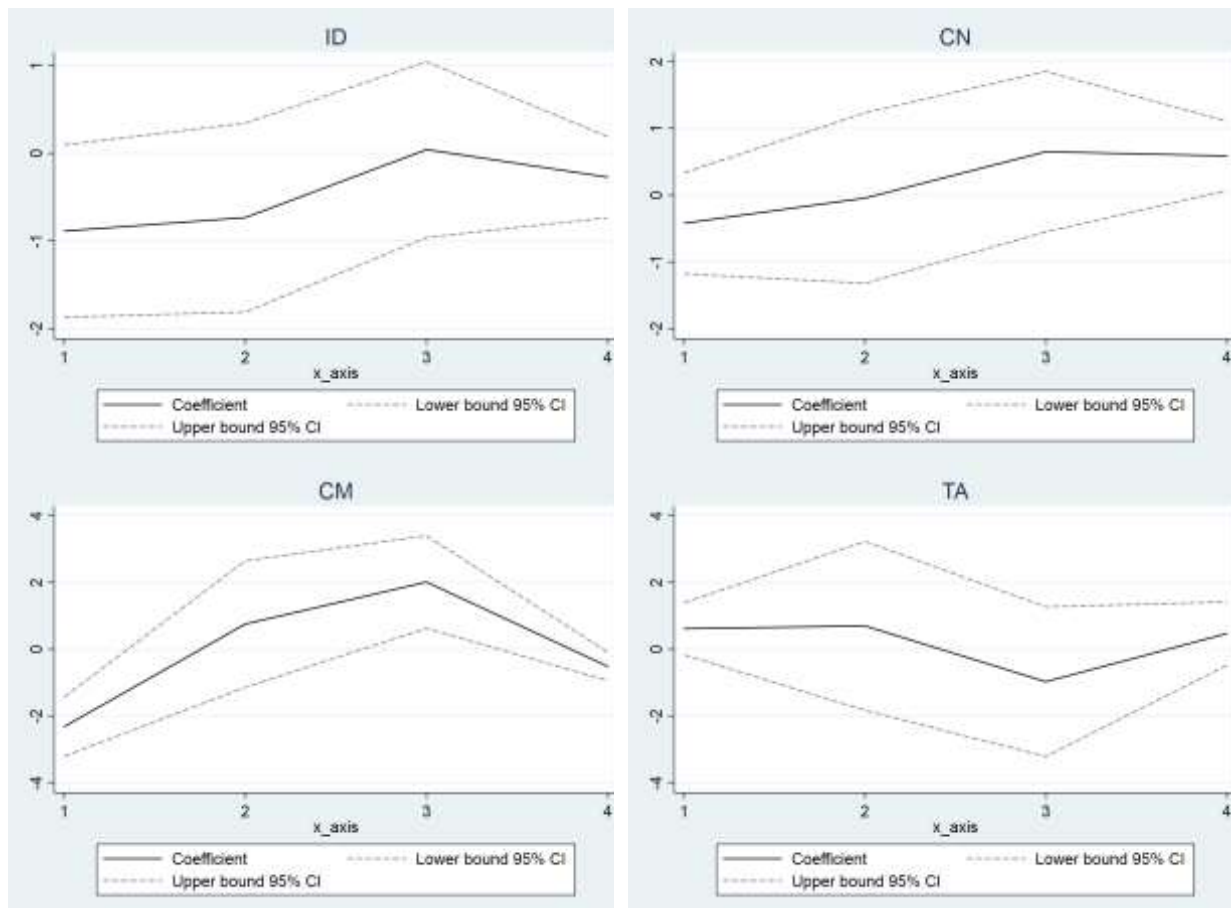 ID
1
0
-1
-2
1 2 3 4
x_axis
Coefficient Lower bound 95% CI
Upper bound 95% CI
CN
2
1
0
-1
-2
1 2 3 4
x_axis
Coefficient Lower bound 95% CI
Upper bound 95% CI
CM
4
2
0
-2
-4
1 2 3 4
x_axis
Coefficient Lower bound 95% CI
Upper bound 95% CI
TA
4
2
0
-2
-4
1 2 3 4
x_axis
Coefficient Lower bound 95% CI
Upper bound 95% CI